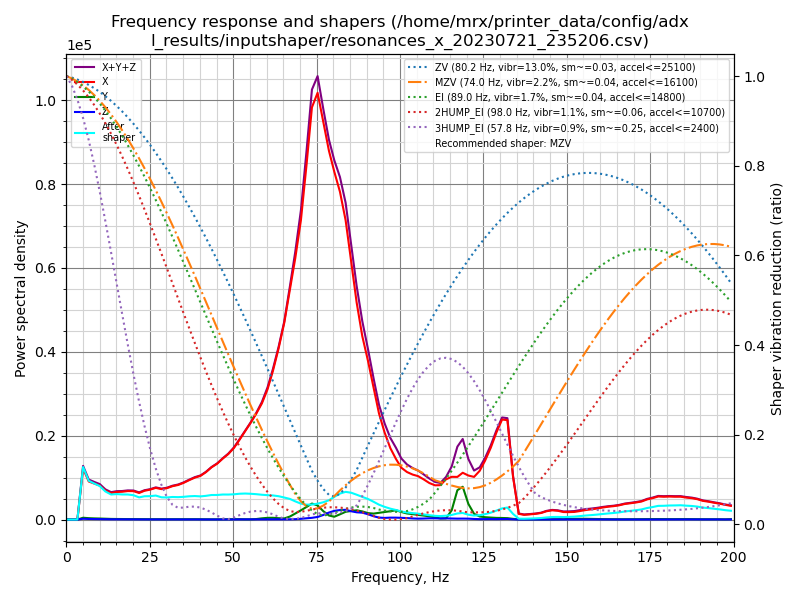 Frequency response and shapers (/home/mrx/printer_data/config/adx
l_results/inputshaper/resonances_x_20230721_235206.csv)
1e5
X+Y+Z
X
Y
Z
After
shaper
ZV (80.2 Hz, vibr=13.0%, sm~=0.03, accel<=25100)
MZV (74.0 Hz, vibr=2.2%, sm~=0.04, accel<=16100)
EI (89.0 Hz, vibr=1.7%, sm~=0.04, accel<=14800)
2HUMP_EI (98.0 Hz, vibr=1.1%, sm~=0.06, accel<=10700)
3HUMP_EI (57.8 Hz, vibr=0.9%, sm~=0.25, accel<=2400)
Recommended shaper: MZV
Power spectral density
1.0
0.8
0.6
0.4
0.2
0.0
1.0
0.8
0.6
0.4
0.2
0.0
Shaper vibration reduction (ratio)
0 25 50 75 100 125 150 175 200
Frequency, Hz